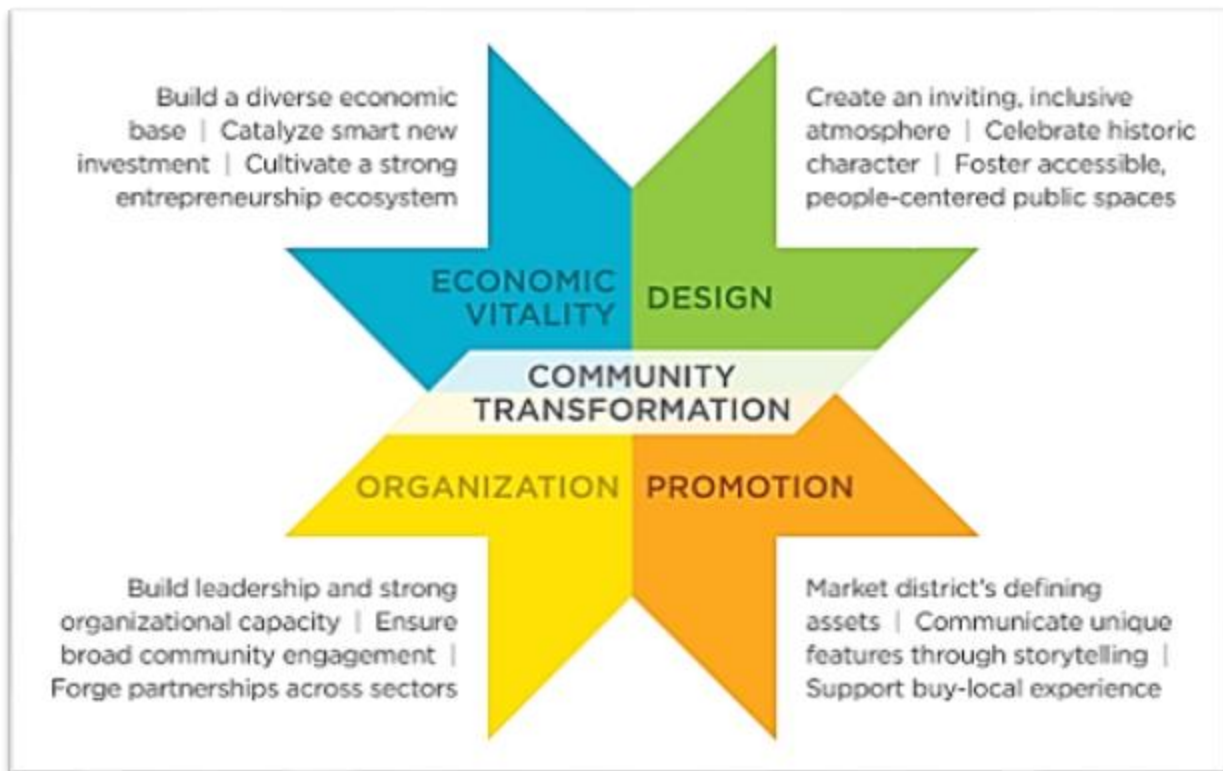 Build a diverse economic
base | Catalyze smart new
investment | Cultivate a strong
entrepreneurship ecosystem
Create an inviting, inclusive
atmosphere | Celebrate historic
character | Foster accessible,
people-centered public spaces
ECONOMIC
VITALITY
DESIGN
COMMUNITY
TRANSFORMATION
ORGANIZATION
PROMOTION
Build leadership and strong
organizational capacity | Ensure
broad community engagement |
Forge partnerships across sectors
Market district's defining
assets | Communicate unique
features through storytelling |
Support buy-local experience